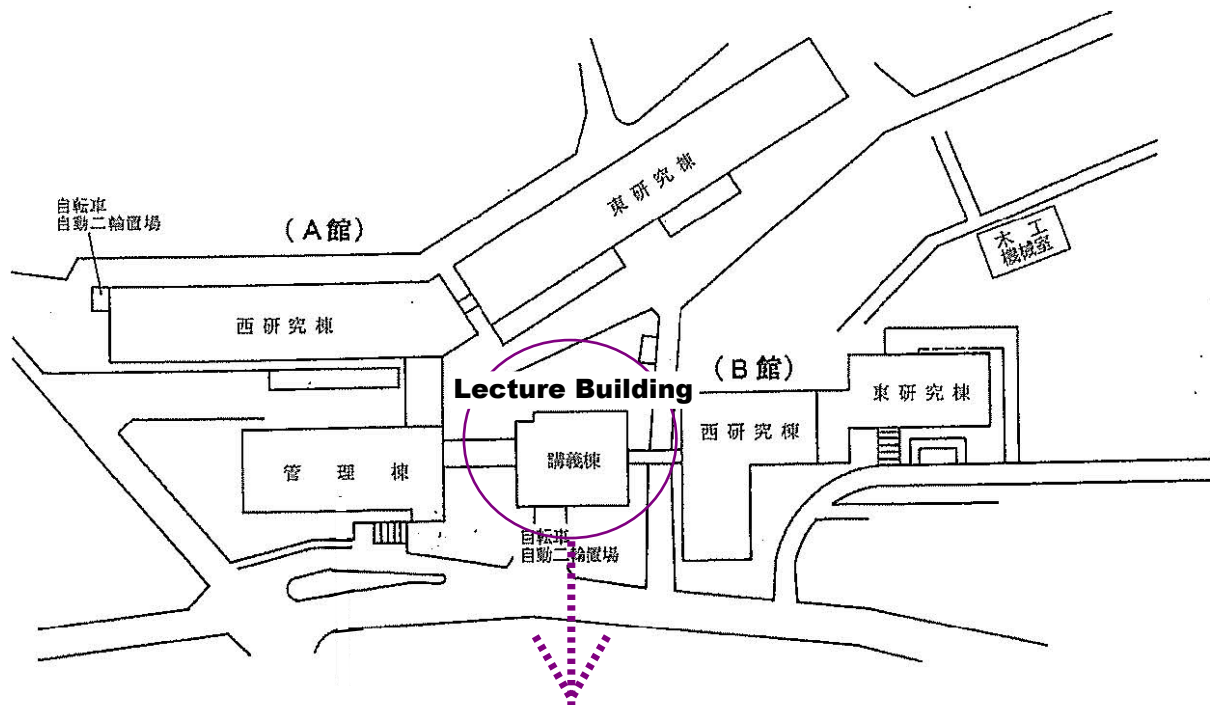 東研究棟
自転車
自動二輪置場
(A館)
木工
機械室
西研究棟
(B館)
Lecture Building
東研究棟
西研究棟
講義棟
管理棟
自転車
自動二輪置場